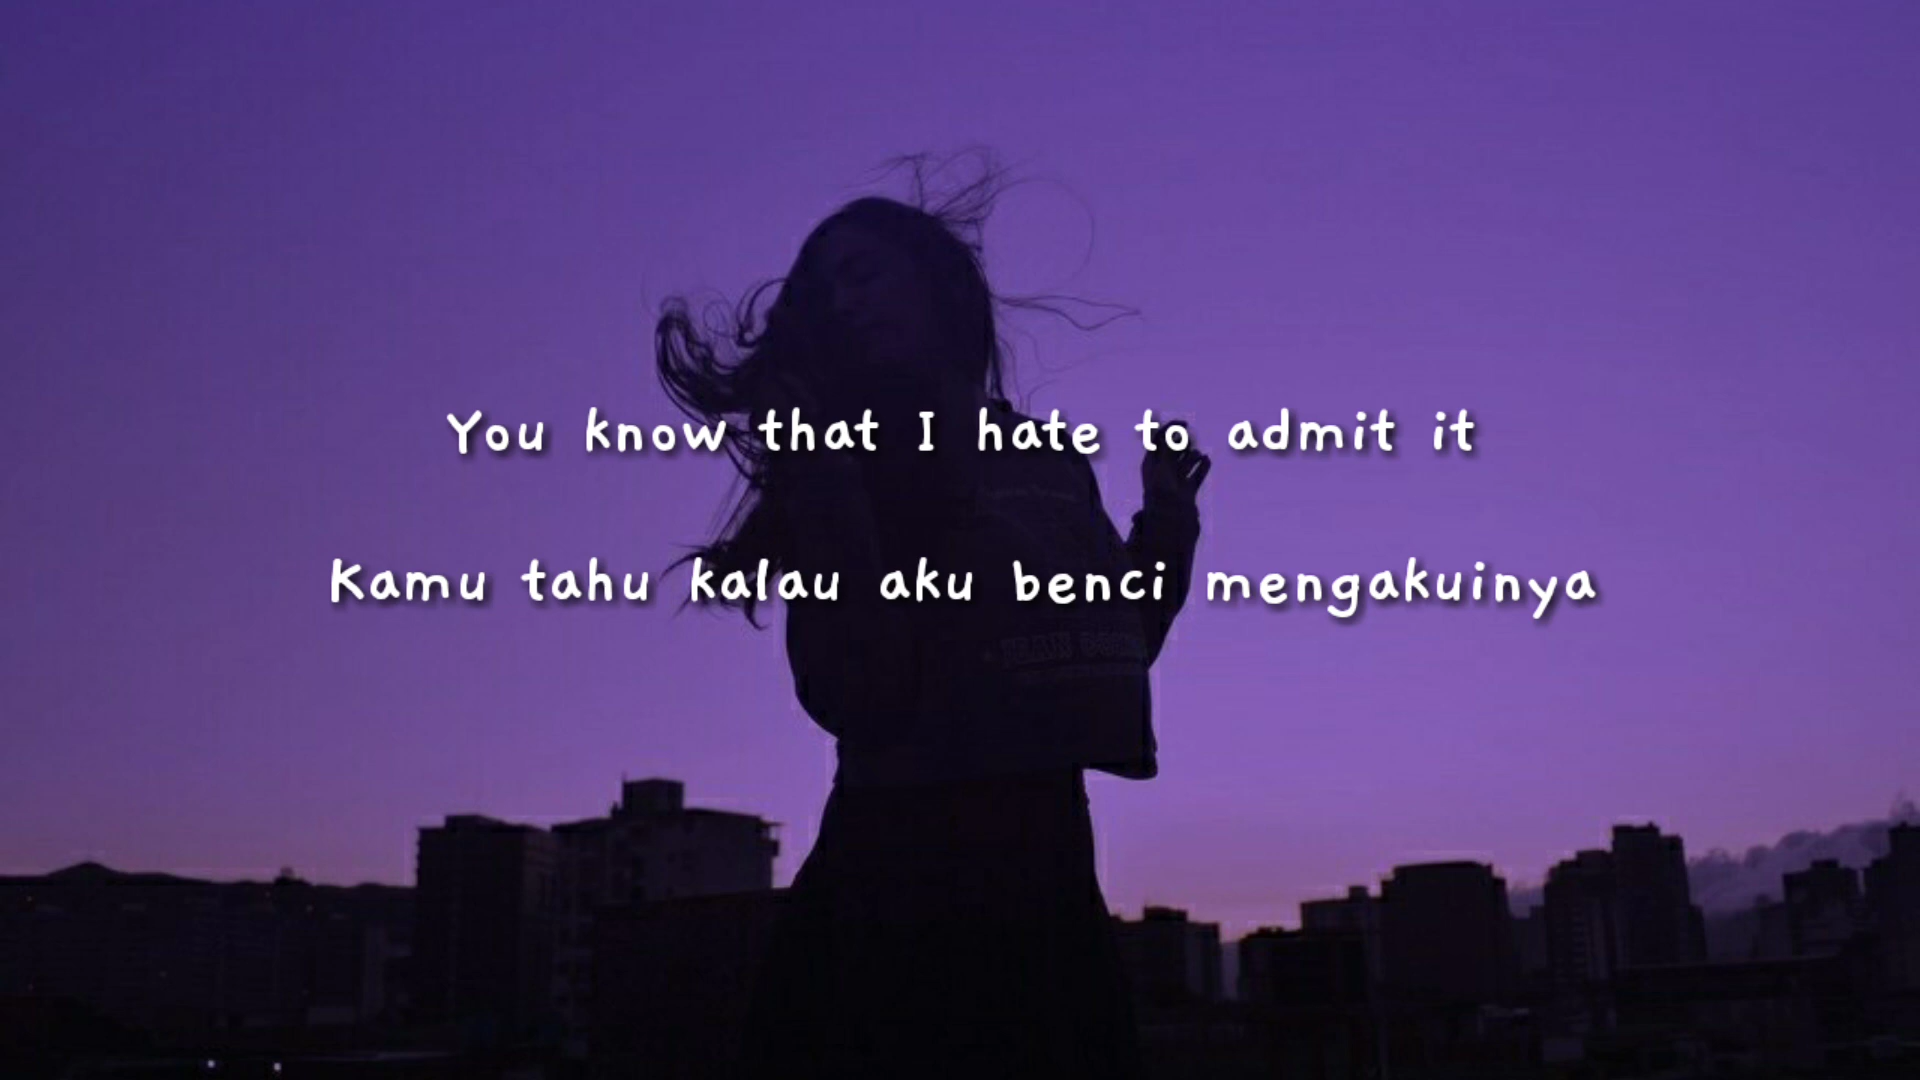 You know that I hate to admit it
Kamu tahu kalau aku benci mengakuinya